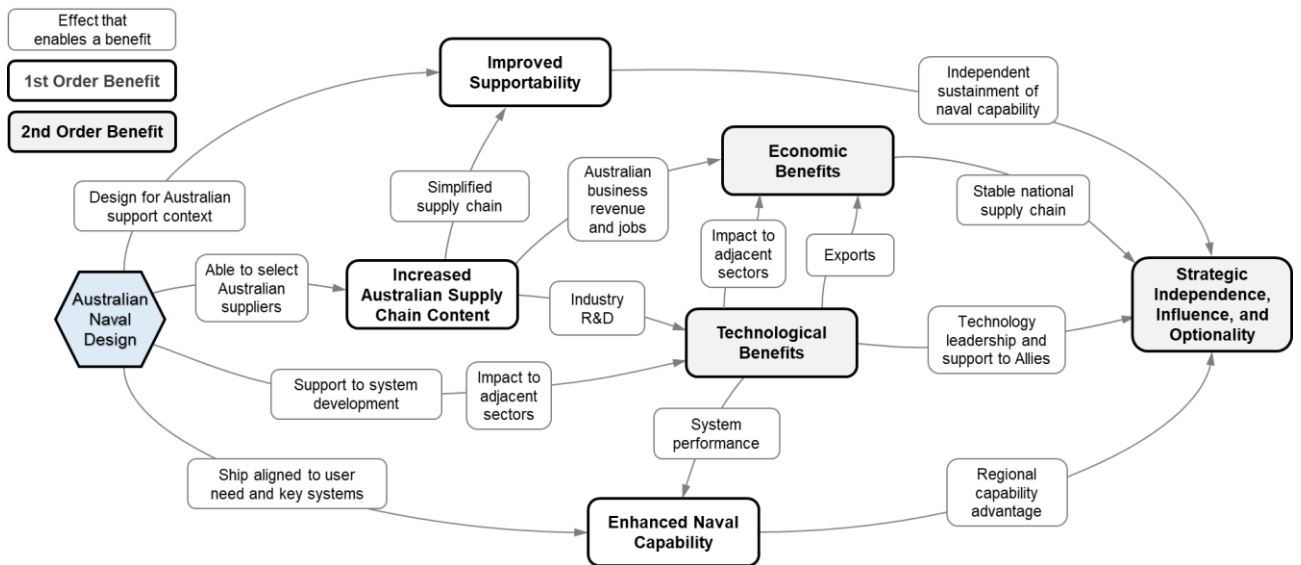 Effect that
enables a benefit
1st Order Benefit
2nd Order Benefit
Improved
Supportability
Independent
sustainment of
naval capability
Economic
Benefits
Design for Australian
support context
Simplified
supply chain
Australian
business
revenue
and jobs
Stable national
supply chain
Impact to
adjacent
sectors
Exports
Australian
Naval
Design
Able to select
Australian
suppliers
Increased
Australian Supply
Chain Content
Industry
R&D
Technological
Benefits
Technology
leadership and
support to Allies
Strategic
Independence,
Influence, and
Optionality
Support to system
development
Impact to
adjacent
sectors
System
performance
Ship aligned to user
need and key systems
Enhanced Naval
Capability
Regional
capability
advantage